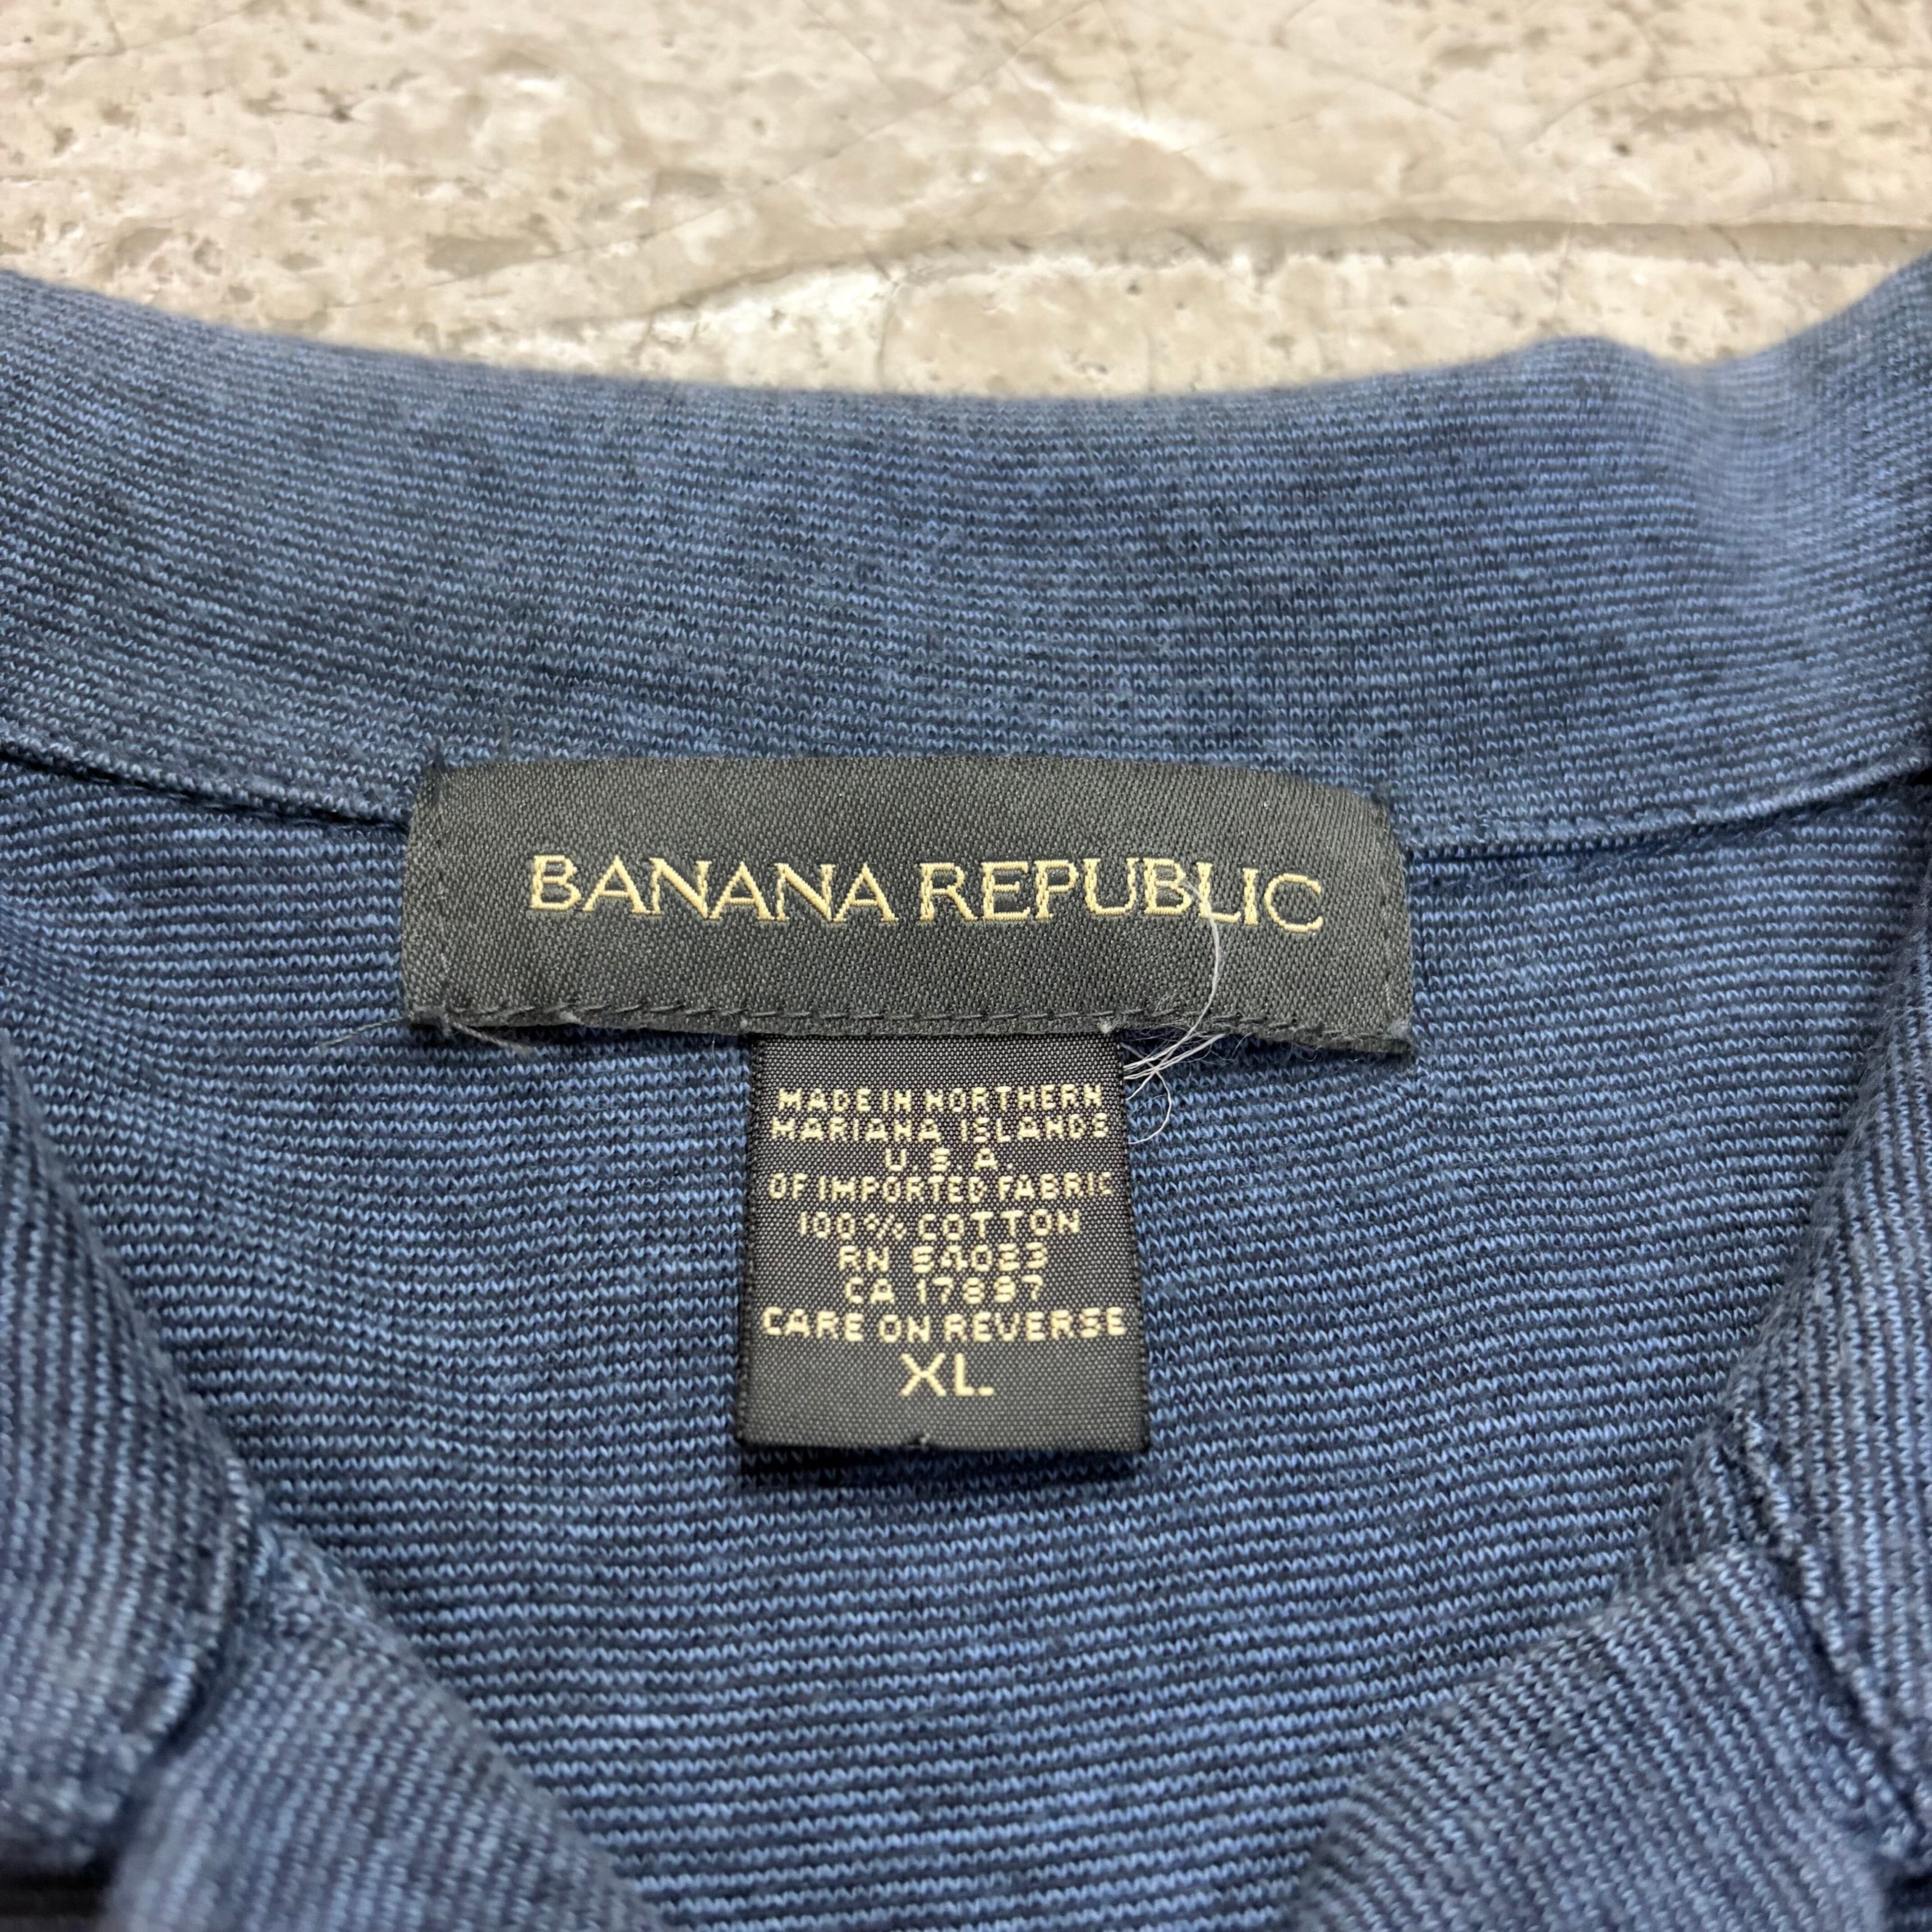 BANANA REPUBLIC
MADE IN NORTHERN
MARIANA ISLANDS
U.S.A.
OF IMPORTED FABRIC
100% COTTON
RN 54033
CA 17897
CARE ON REVERSE
XL